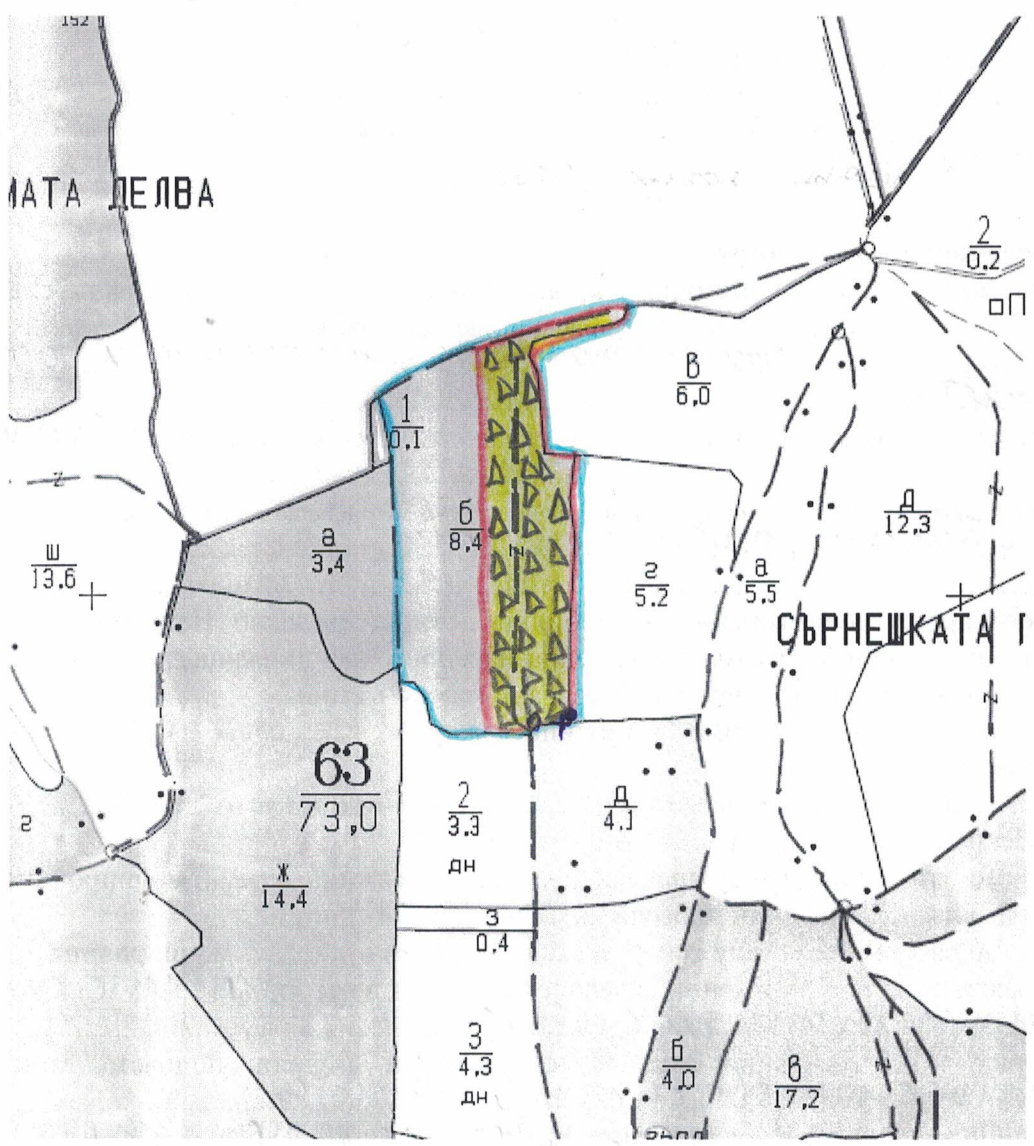 152
ДЕЛВА
2
0.2
оП
в
6,0
1
0,1
б
8,4
Д
12,3
а
3,4
ш
13.6
г
5.2
а
5,5
СЪРНЕШКАТА
63
73,0
2
3.3
дн
Д
4.1
г
ж
14,4
3
0.4
3
4,3
дн
б
4,0
в
17,2